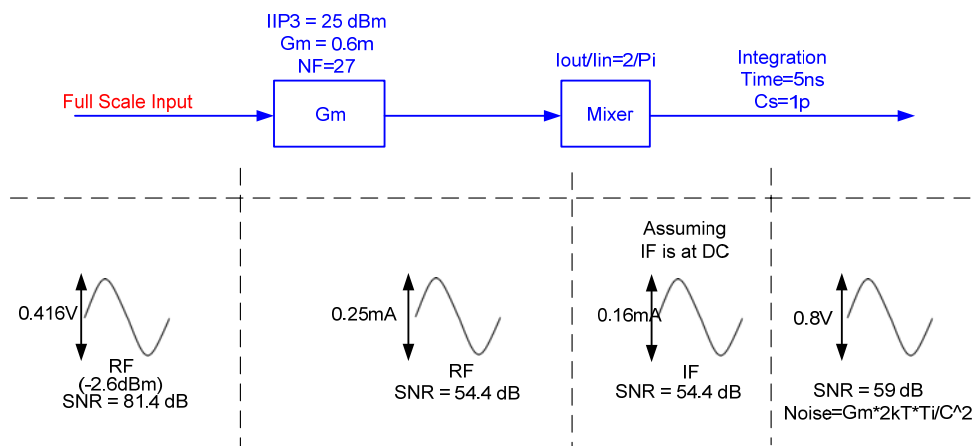 IIP3 = 25 dBm
Gm = 0.6m
NF=27
Iout/Iin=2/Pi
Integration
Time=5ns
Cs=1p
Full Scale Input
Gm
Mixer
Assuming
IF is at DC
0.416V
0.25mA
0.16mA
0.8V
RF
(-2.6dBm)
SNR = 81.4 dB
RF
SNR = 54.4 dB
IF
SNR = 54.4 dB
SNR = 59 dB
Noise=Gm*2kT*Ti/C^2